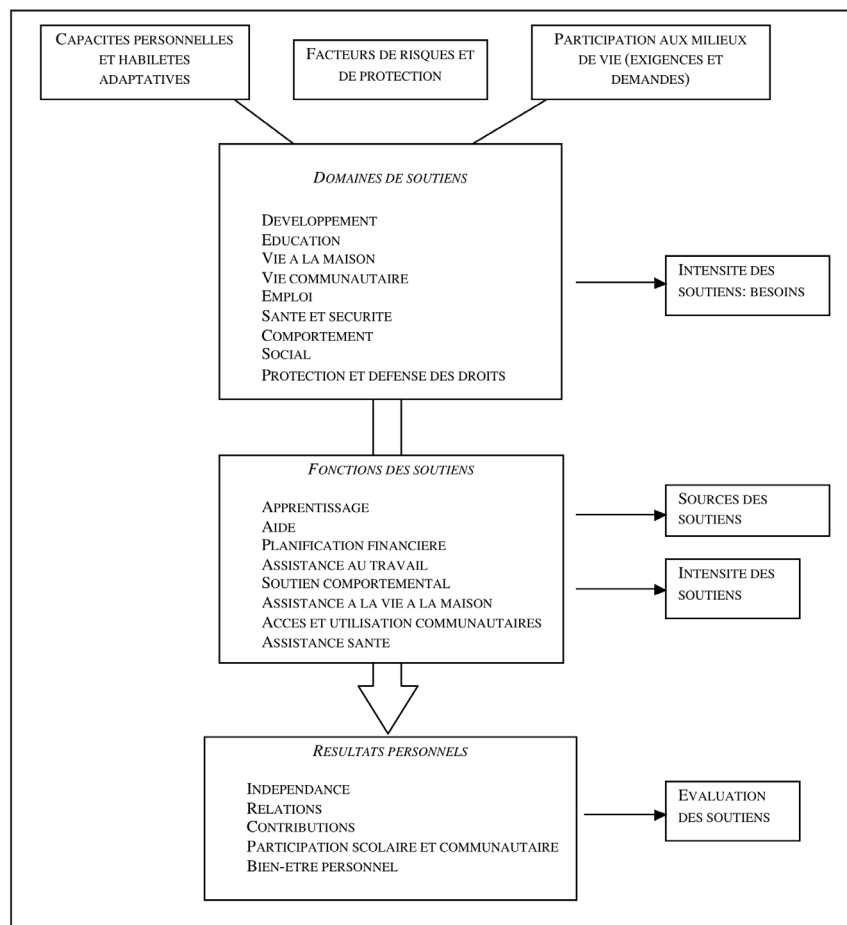 CAPACITES PERSONNELLES
ET HABILETES
ADAPTATIVES
FACTEURS DE RISQUES ET
DE PROTECTION
PARTICIPATION AUX MILIEUX
DE VIE (EXIGENCES ET
DEMANDES)
DOMAINES DE SOUTIENS
DEVELOPPEMENT
EDUCATION
VIE A LA MAISON
VIE COMMUNAUTAIRE
EMPLOI
SANTE ET SECURITE
COMPORTEMENT
SOCIAL
PROTECTION ET DEFENSE DES DROITS
INTENSITE DES
SOUTIENS: BESOINS
FONCTIONS DES SOUTIENS
APPRENTISSAGE
AIDE
PLANIFICATION FINANCIERE
ASSISTANCE AU TRAVAIL
SOUTIEN COMPORTEMENTAL
ASSISTANCE A LA VIE A LA MAISON
ACCES ET UTILISATION COMMUNAUTAIRES
ASSISTANCE SANTE
SOURCES DES
SOUTIENS
INTENSITE DES
SOUTIENS
RESULTATS PERSONNELS
INDEPENDANCE
RELATIONS
CONTRIBUTIONS
PARTICIPATION SCOLAIRE ET COMMUNAUTAIRE
BIEN-ETRE PERSONNEL
EVALUATION
DES SOUTIENS